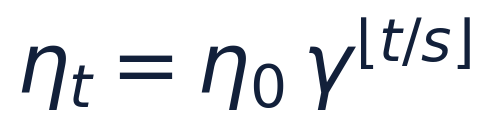 η_t = η_0 γ^{⌊t/s⌋}